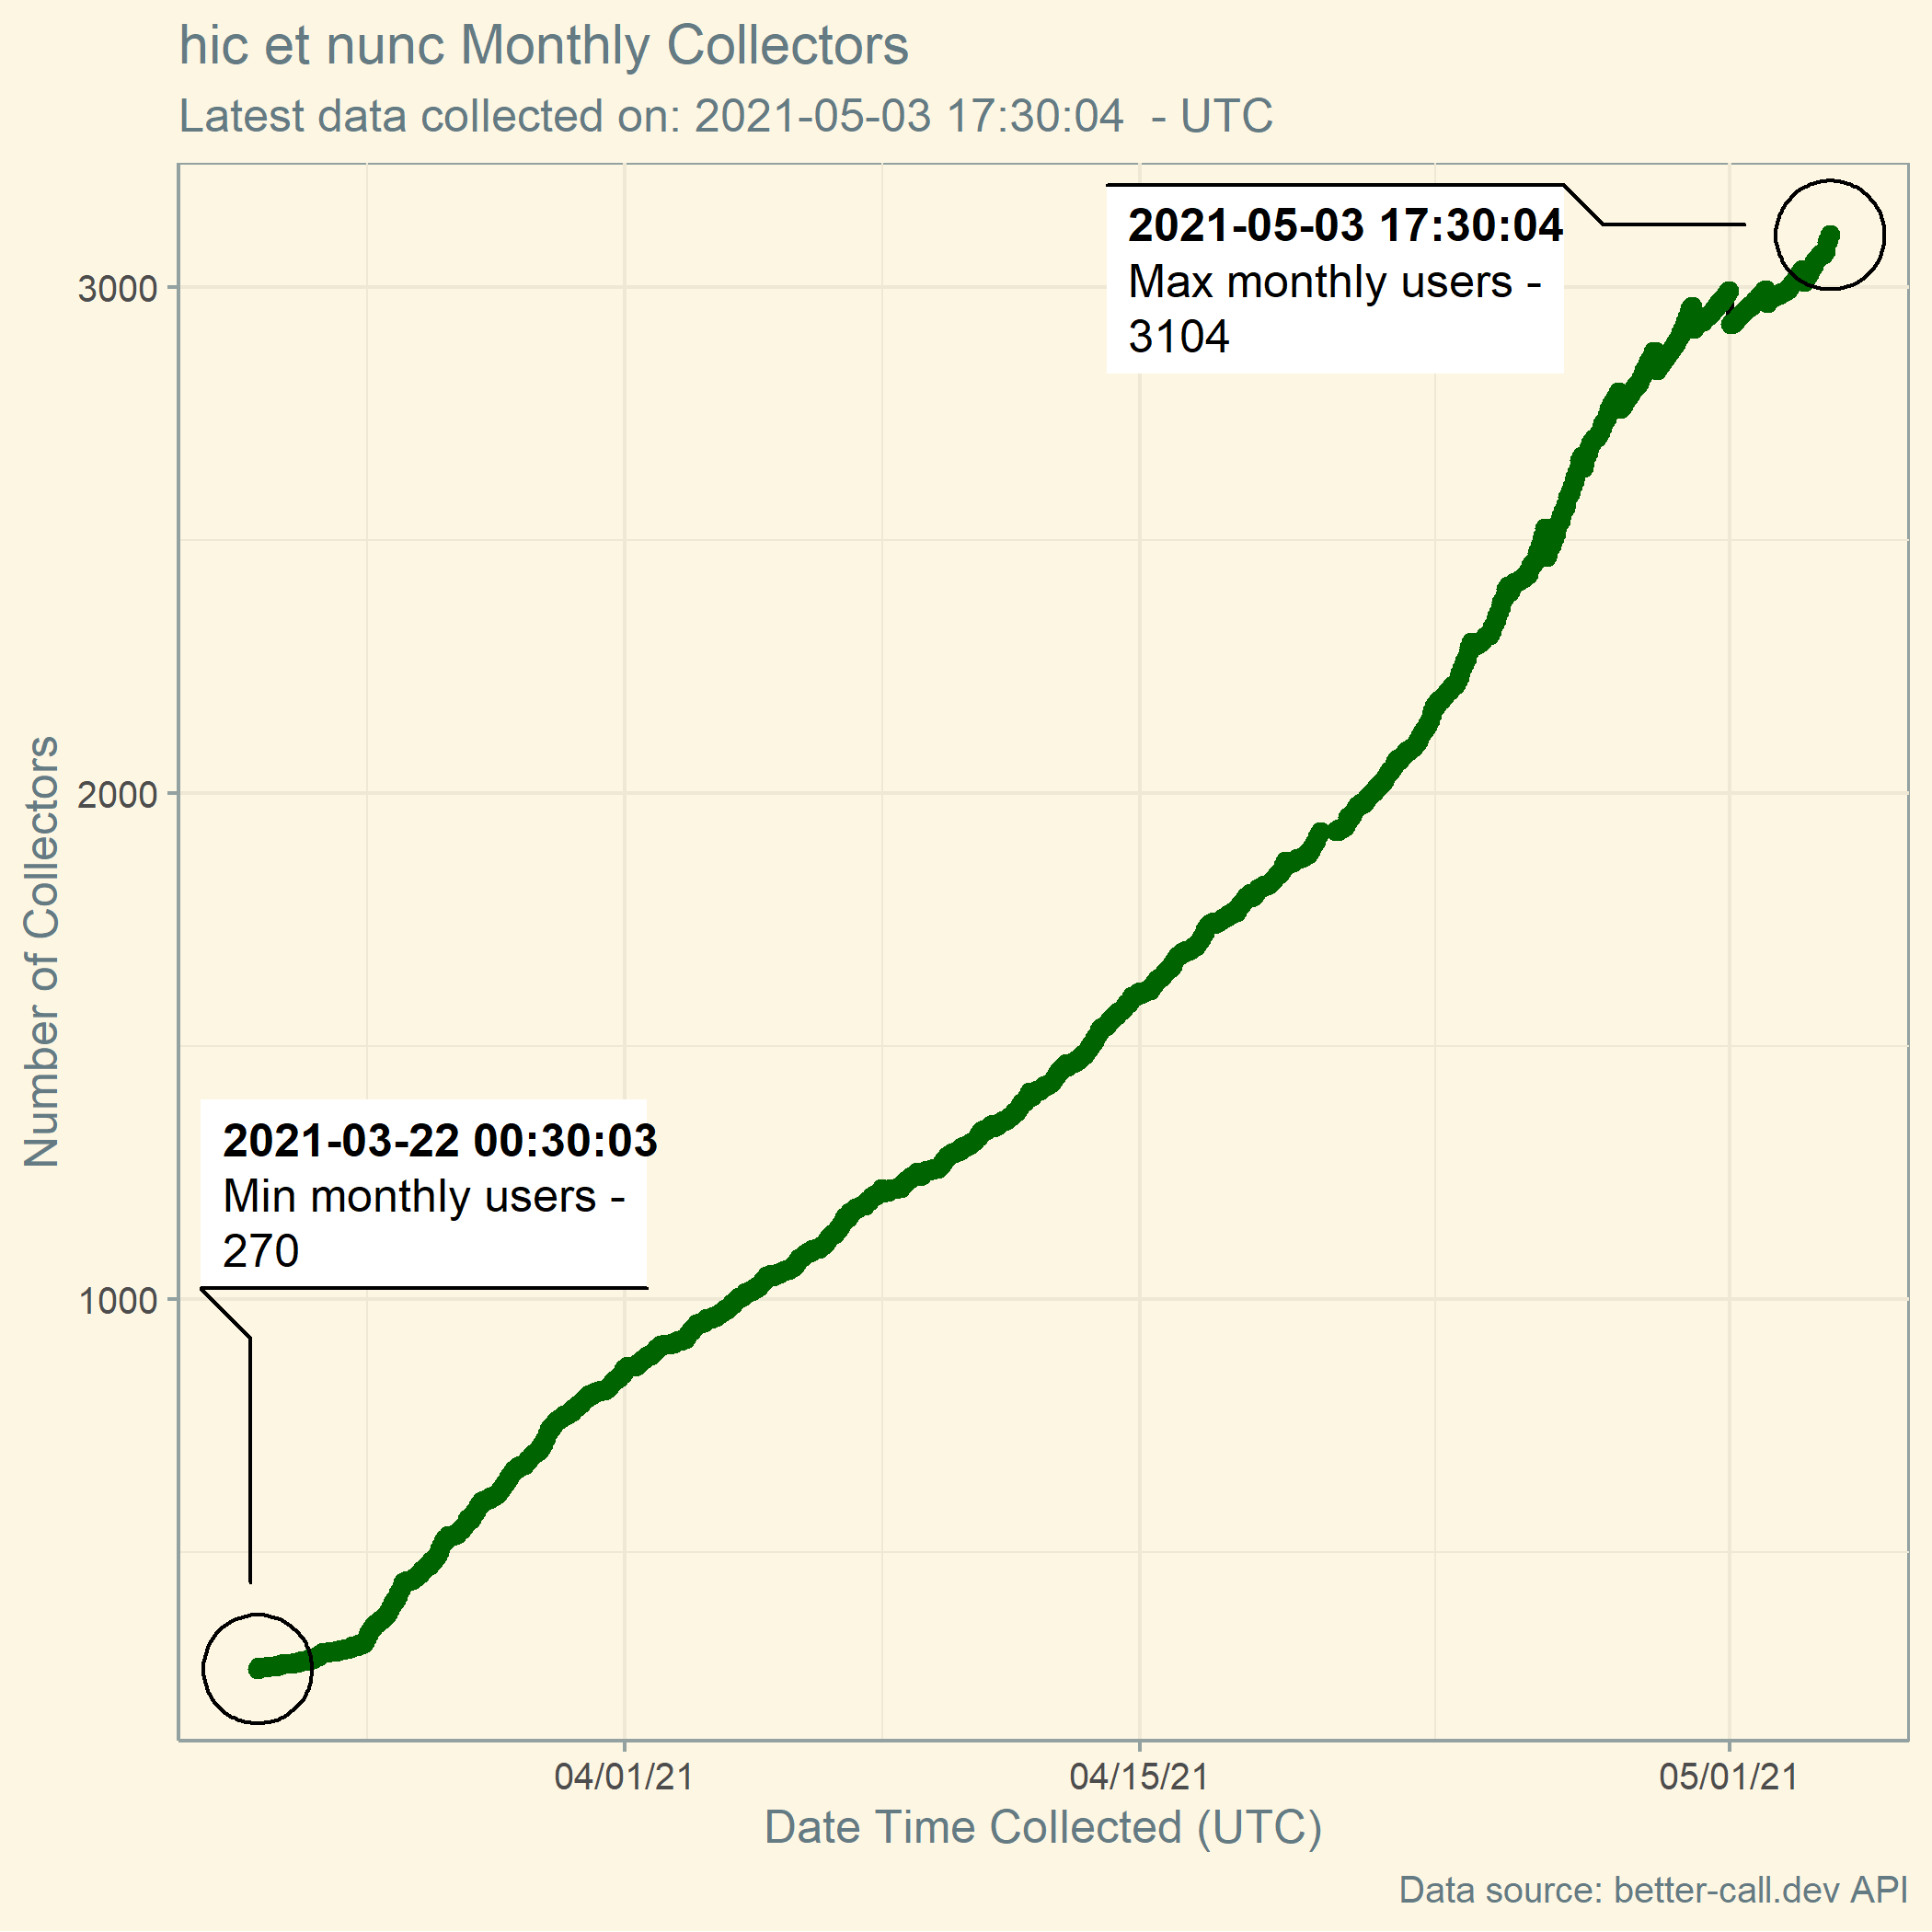 hic et nunc Monthly Collectors
Latest data collected on: 2021-05-03 17:30:04  - UTC
2021-05-03 17:30:04
Max monthly users -
3104
3000
2000
1000
Number of Collectors
2021-03-22 00:30:03
Min monthly users -
270
04/01/21
04/15/21
05/01/21
Date Time Collected (UTC)
Data source: better-call.dev API